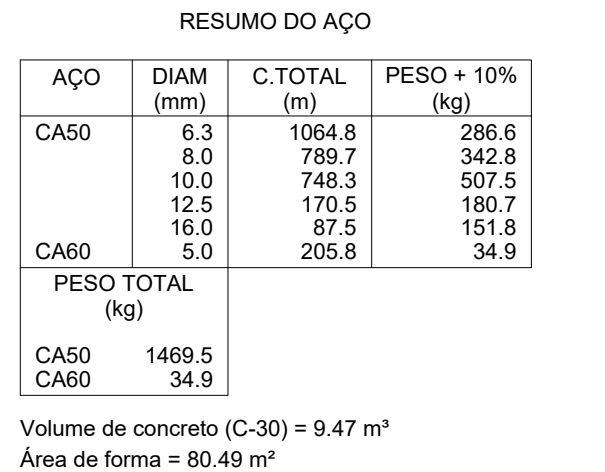 RESUMO DO AÇO
AÇO DIAM C.TOTAL PESO + 10%
(mm) (m) (kg)
CA50 6.3 1064.8 286.6
8.0 789.7 342.8
10.0 748.3 507.5
12.5 170.5 180.7
16.0 87.5 151.8
CA60 5.0 205.8 34.9
PESO TOTAL
(kg)
CA50 1469.5
CA60 34.9
Volume de concreto (C-30) = 9.47 m³
Área de forma = 80.49 m²